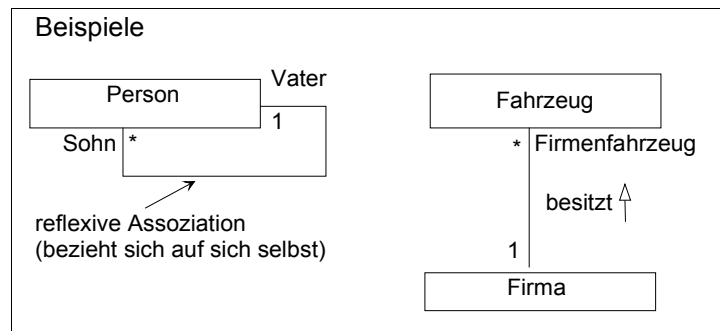 Beispiele
Person
Vater
1
Sohn
*
reflexive Assoziation
(bezieht sich auf sich selbst)
Fahrzeug
*
Firmenfahrzeug
besitzt
1
Firma